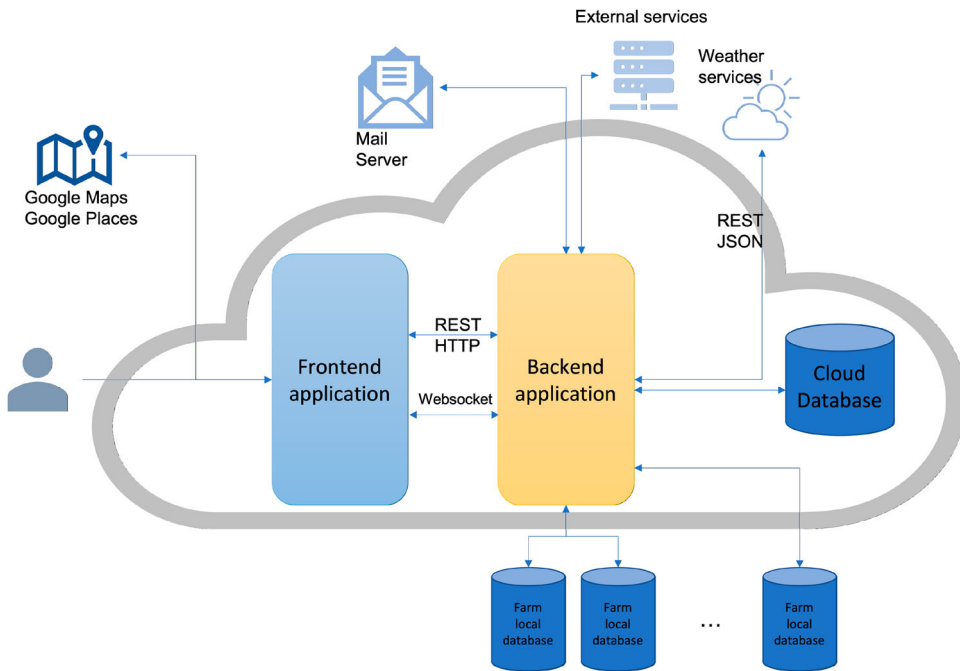 External services
Weather
services
Mail
Server
Google Maps
Google Places
REST
JSON
REST
HTTP
Frontend
application
Backend
application
Websocket
Cloud
Database
Farm
local
database
Farm
local
database
...
Farm
local
database